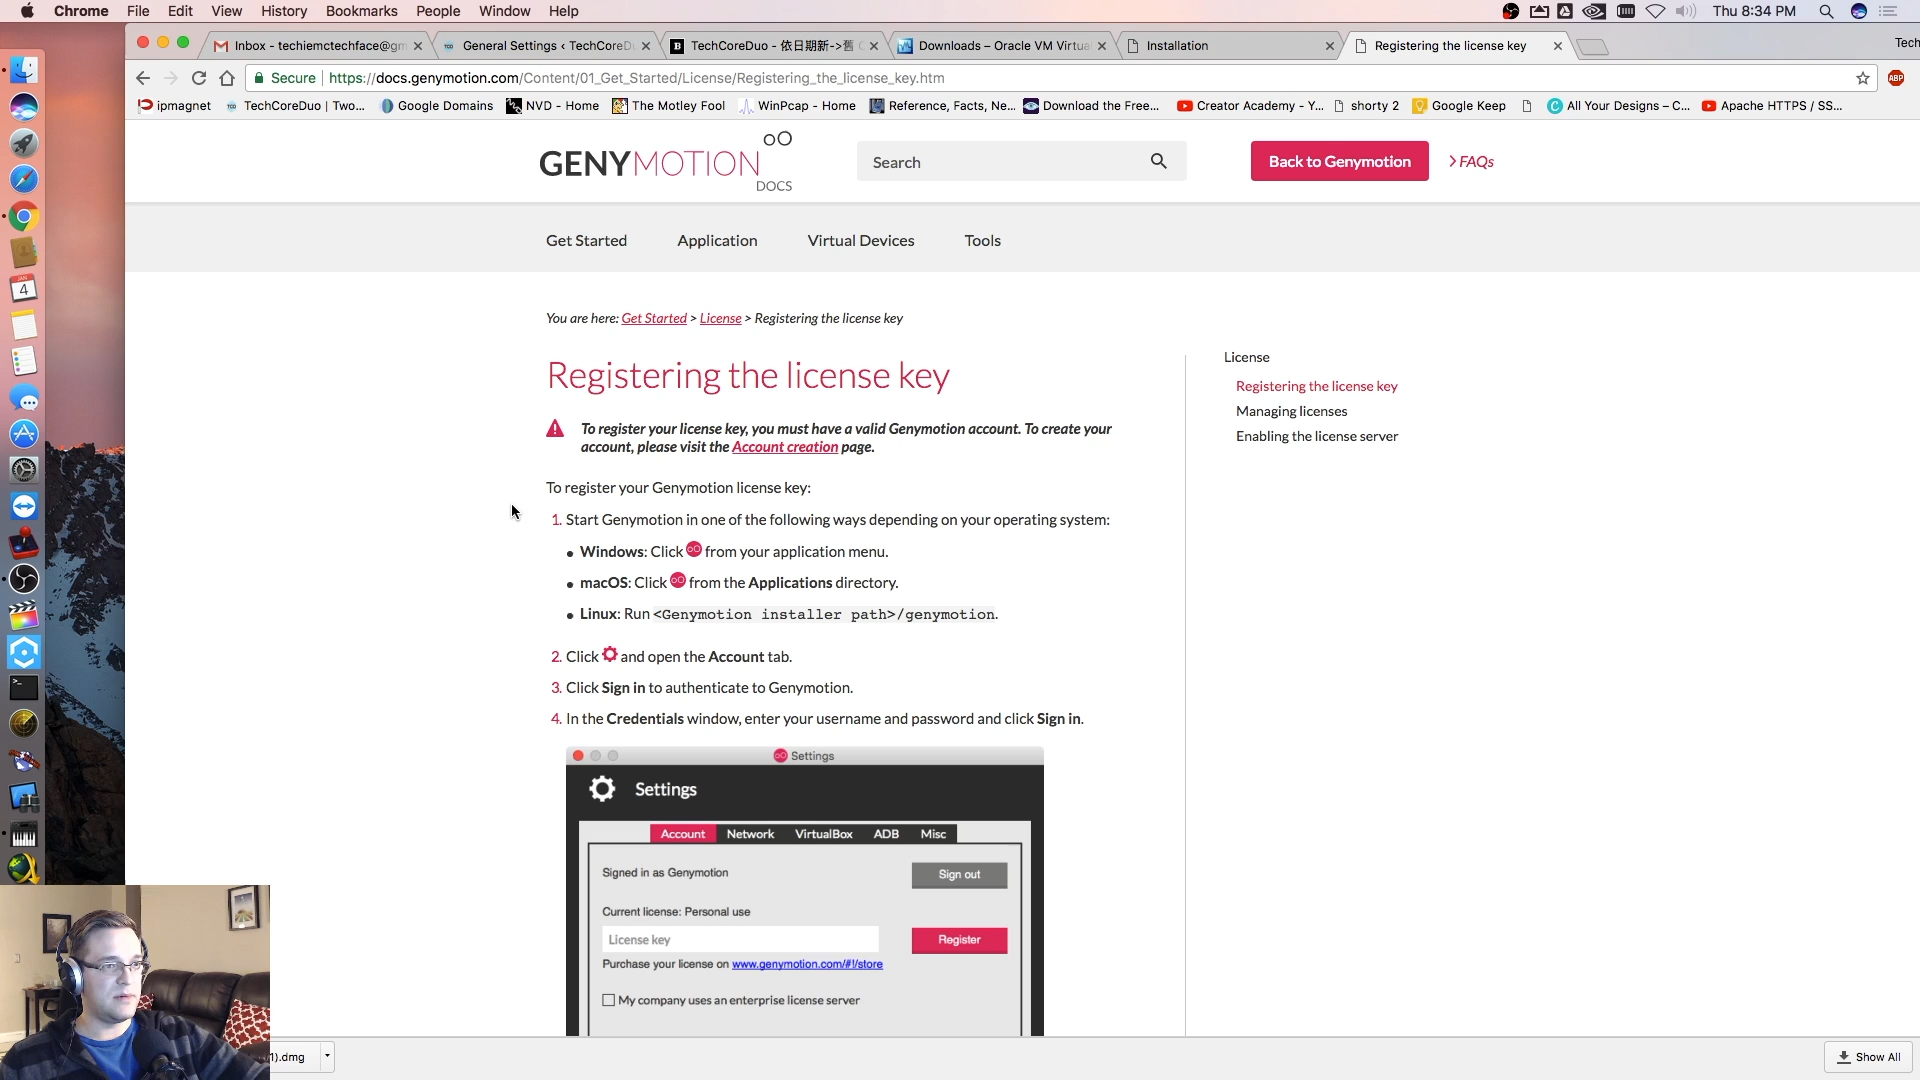 Chrome File Edit View History Bookmarks People Window Help Thu 8:34 PM
Inbox - techiemctechface@gm General Settings ‹ TechCoreDu TechCoreDuo - 依日期新->舊 Downloads – Oracle VM Virtua Installation Registering the license key Tech
Secure https://docs.genymotion.com/Content/01_Get_Started/License/Registering_the_license_key.htm ABP
ipmagnet TechCoreDuo | Two... Google Domains NVD - Home The Motley Fool WinPcap - Home Reference, Facts, Ne... Download the Free... Creator Academy - Y... shorty 2 Google Keep All Your Designs – C... Apache HTTPS / SS...
GENYMOTION
DOCS
Search
Back to Genymotion
FAQs
Get Started Application Virtual Devices Tools
You are here: Get Started > License > Registering the license key
Registering the license key
To register your license key, you must have a valid Genymotion account. To create your
account, please visit the Account creation page.
To register your Genymotion license key:
1. Start Genymotion in one of the following ways depending on your operating system:
• Windows: Click from your application menu.
• macOS: Click from the Applications directory.
• Linux: Run <Genymotion installer path>/genymotion.
2. Click and open the Account tab.
3. Click Sign in to authenticate to Genymotion.
4. In the Credentials window, enter your username and password and click Sign in.
Settings
Settings
Account Network VirtualBox ADB Misc
Signed in as Genymotion Sign out
Current license: Personal use
License key Register
Purchase your license on www.genymotion.com/#!/store
My company uses an enterprise license server
License
Registering the license key
Managing licenses
Enabling the license server
JAN
4
1).dmg
Show All